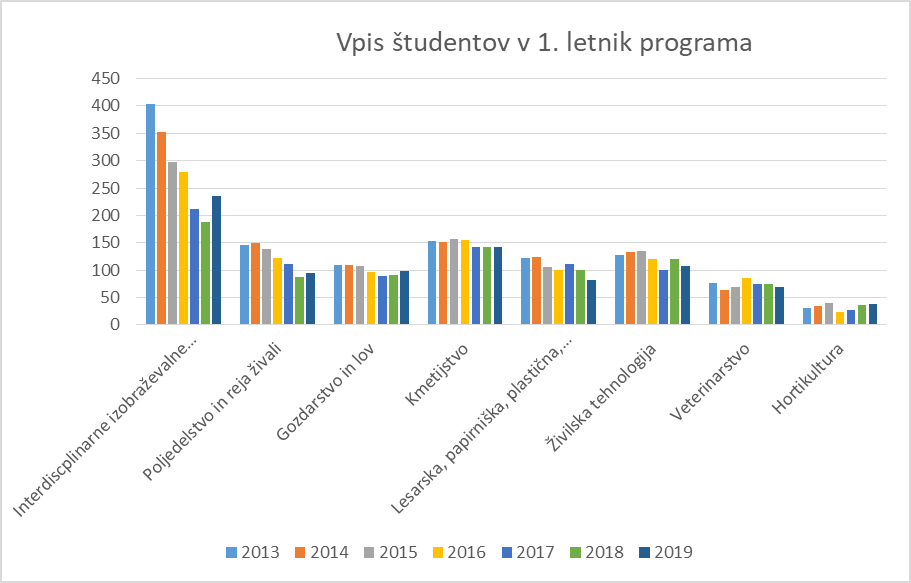 Vpis študentov v 1. letnik programa
450
400
350
300
250
200
150
100
50
0
Interdiscplinarne izobraževalne...
Poljedelstvo in reja živali
Gozdarstvo in lov
Kmetijstvo
Lesarska, papirniška, plastična,...
Živilska tehnologija
Veterinarstvo
Hortikultura
2013 2014 2015 2016 2017 2018 2019